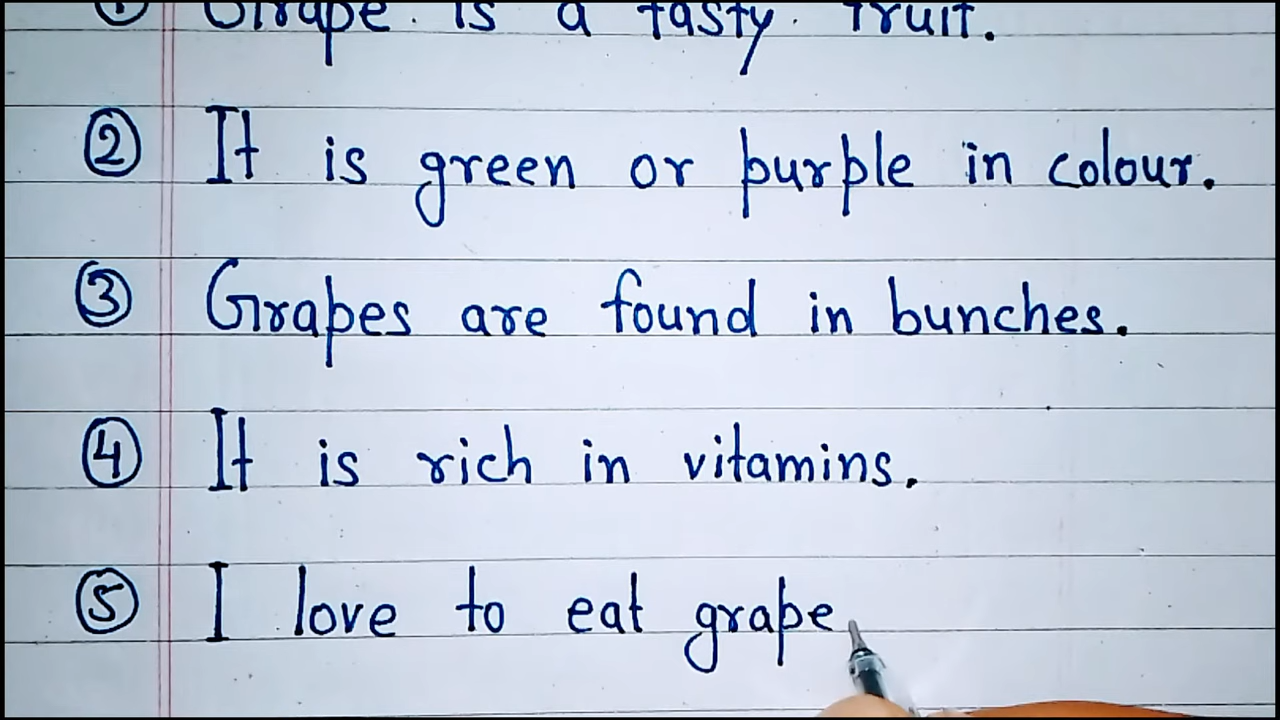 ① Grape is a tasty fruit.
② It is green or purple in colour.
③ Grapes are found in bunches.
④ It is rich in vitamins.
⑤ I love to eat grape